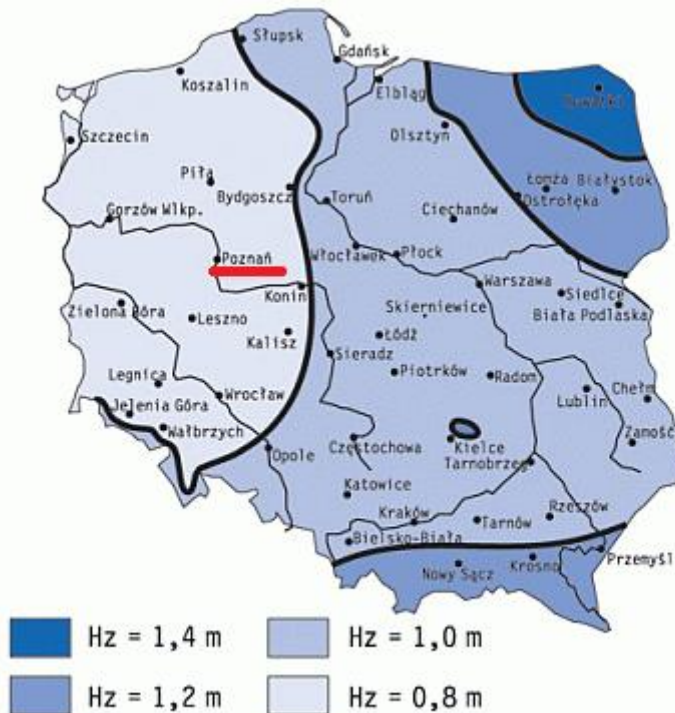 Słupsk
Gdańsk
Koszalin
Elbląg
Suwałki
Szczecin
Olsztyn
Piła
Bydgoszcz
Toruń
Łomża Białystok
Ostrołęka
Gorzów Wlkp.
Ciechanów
Włocławek
Płock
Poznań
Konin
Warszawa
Siedlce
Biała Podlaska
Zielona Góra
Leszno
Skierniewice
Kalisz
Łódź
Sieradz
Legnica
Piotrków
Radom
Wrocław
Lublin
Chełm
Jelenia Góra
Wałbrzych
Zamość
Opole
Częstochowa
Kielce
Tarnobrzeg
Katowice
Kraków
Rzeszów
Tarnów
Bielsko-Biała
Przemyśl
Nowy Sącz
Krosno
Hz = 1,4 m
Hz = 1,0 m
Hz = 1,2 m
Hz = 0,8 m